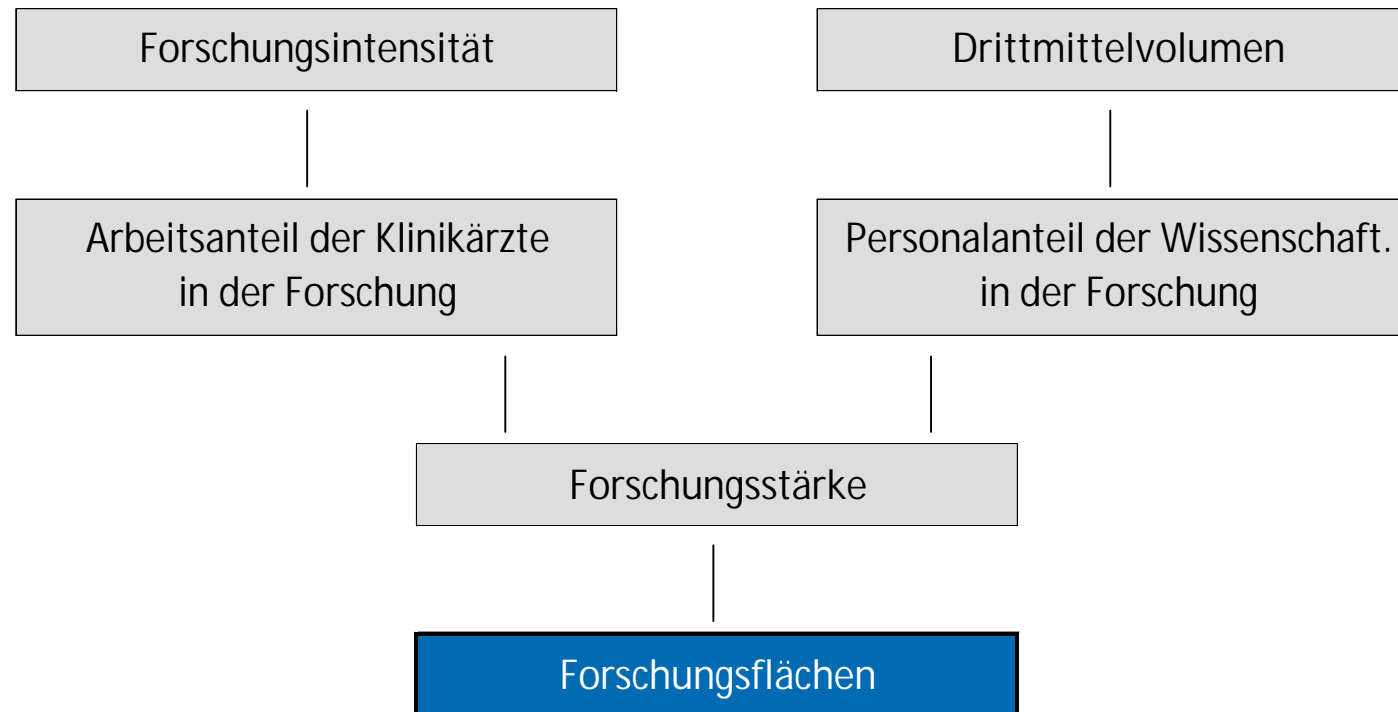 Forschungsintensität
Drittmittelvolumen
Arbeitsanteil der Klinikärzte
in der Forschung
Personalanteil der Wissenschaft.
in der Forschung
Forschungsstärke
Forschungsflächen